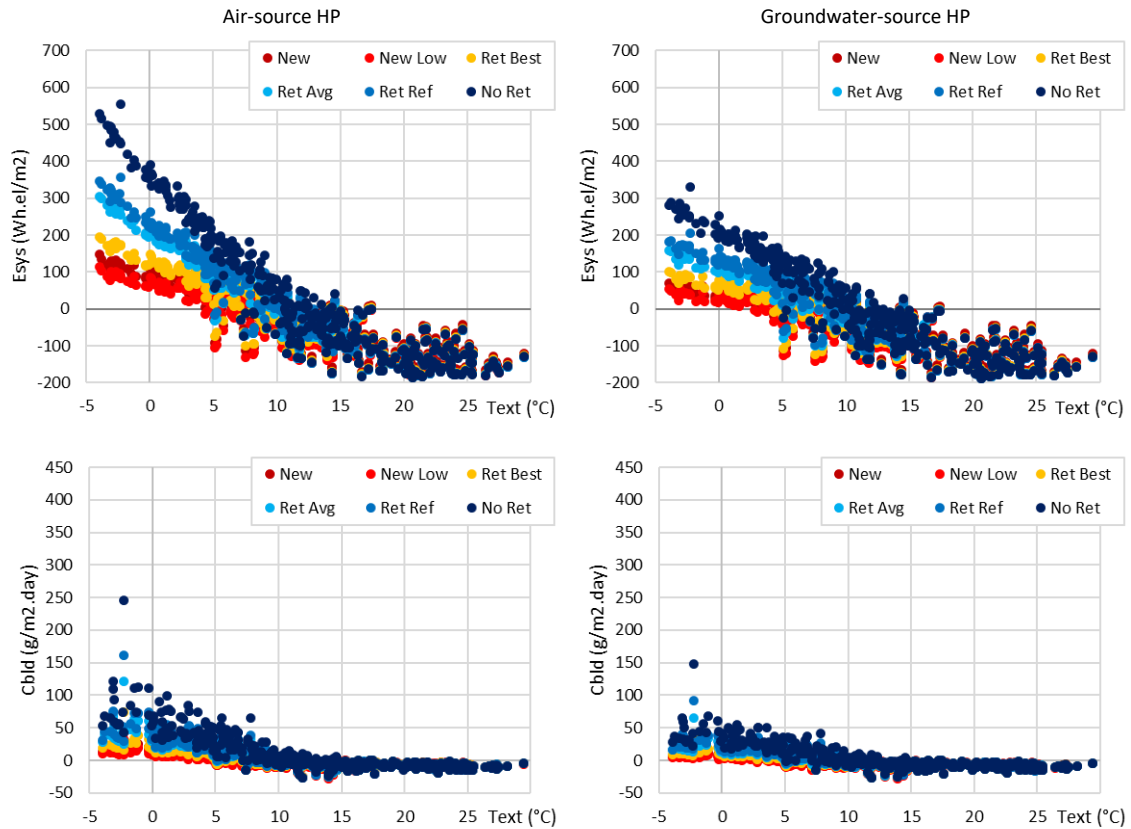 Air-source HP
Groundwater-source HP
New New Low Ret Best
Ret Avg Ret Ref No Ret
Esys (Wh.el/m2)
700
600
500
400
300
200
100
0
-100
-200
-5 0 5 10 15 20 25 Text (°C)
New New Low Ret Best
Ret Avg Ret Ref No Ret
Esys (Wh.el/m2)
700
600
500
400
300
200
100
0
-100
-200
-5 0 5 10 15 20 25 Text (°C)
New New Low Ret Best
Ret Avg Ret Ref No Ret
Cbld (g/m2.day)
450
400
350
300
250
200
150
100
50
0
-50
-5 0 5 10 15 20 25 Text (°C)
New New Low Ret Best
Ret Avg Ret Ref No Ret
Cbld (g/m2.day)
450
400
350
300
250
200
150
100
50
0
-50
-5 0 5 10 15 20 25 Text (°C)